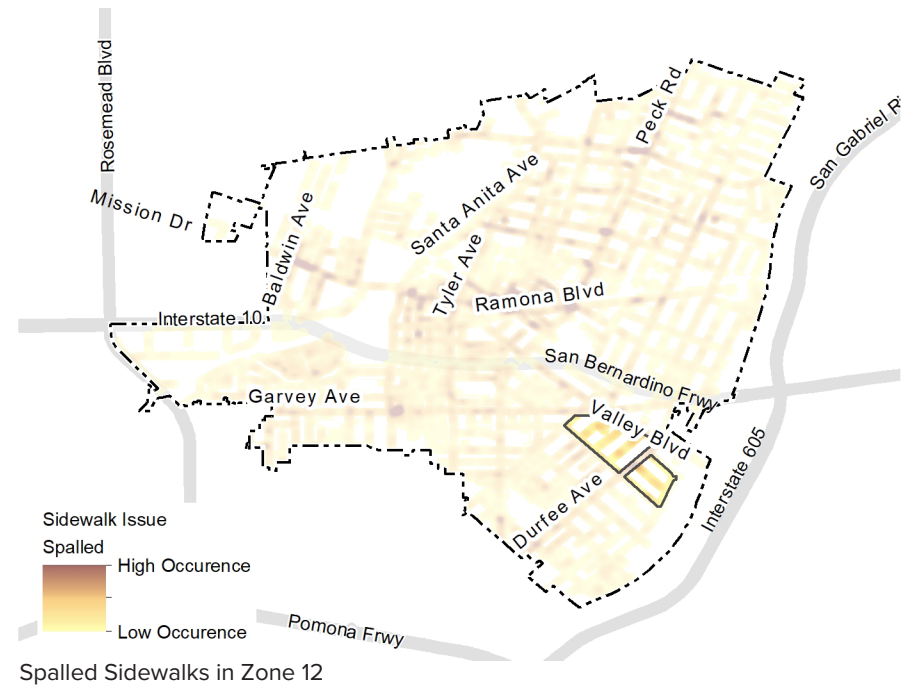 Rosemead Blvd
Peck Rd
San Gabriel Ri
Mission Dr
Baldwin Ave
Santa Anita Ave
Tyler Ave
Ramona Blvd
Interstate 10
San Bernardino Frwy
Garvey Ave
Valley Blvd
Interstate 605
Durfee Ave
Sidewalk Issue
Spalled
High Occurence
Low Occurence
Pomona Frwy
Spalled Sidewalks in Zone 12